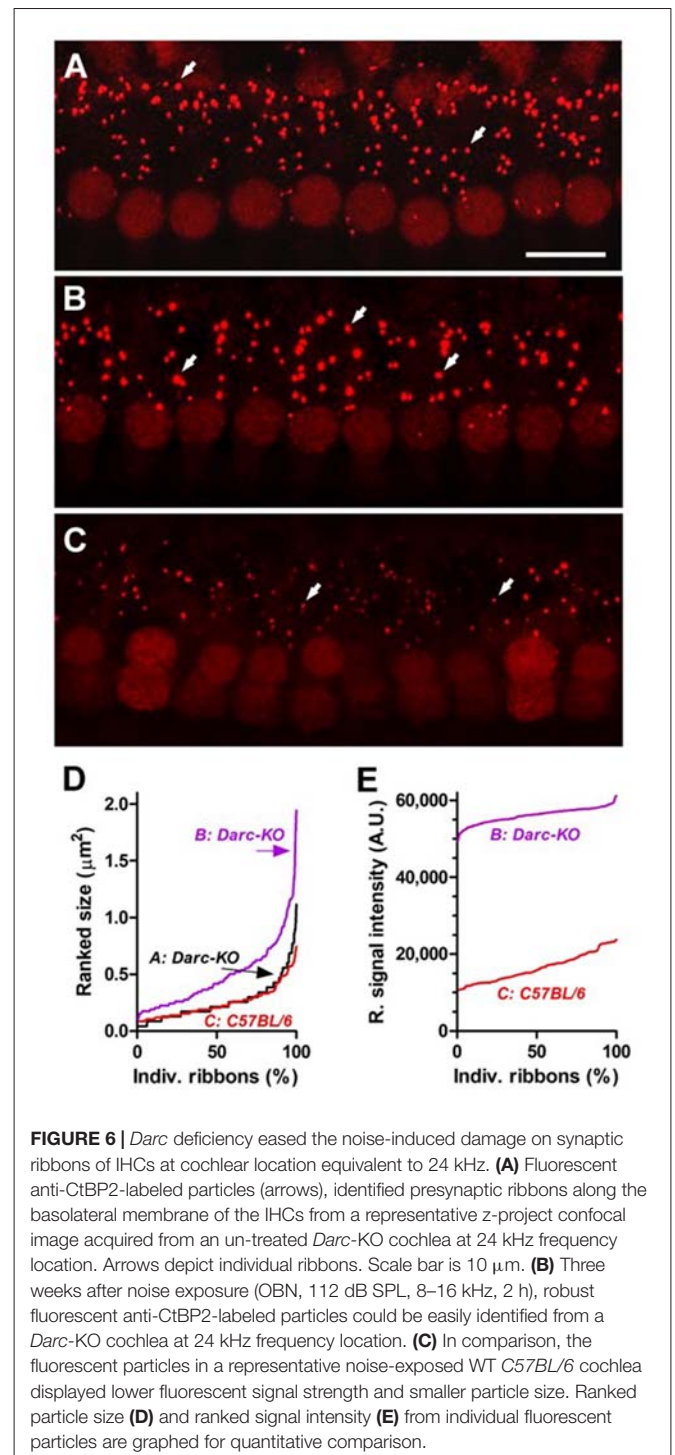 A
B
C
D
E
2.0
1.5
1.0
0.5
0.0
Ranked size (μm²)
B: Darc-KO
A: Darc-KO
C: C57BL/6
0 50 100
Indiv. ribbons (%)
60,000
40,000
20,000
0
R. signal intensity (A.U.)
B: Darc-KO
C: C57BL/6
0 50 100
Indiv. ribbons (%)
FIGURE 6 | Darc deficiency eased the noise-induced damage on synaptic
ribbons of IHCs at cochlear location equivalent to 24 kHz. (A) Fluorescent
anti-CtBP2-labeled particles (arrows), identified presynaptic ribbons along the
basolateral membrane of the IHCs from a representative z-project confocal
image acquired from an un-treated Darc-KO cochlea at 24 kHz frequency
location. Arrows depict individual ribbons. Scale bar is 10 μm. (B) Three
weeks after noise exposure (OBN, 112 dB SPL, 8–16 kHz, 2 h), robust
fluorescent anti-CtBP2-labeled particles could be easily identified from a
Darc-KO cochlea at 24 kHz frequency location. (C) In comparison, the
fluorescent particles in a representative noise-exposed WT C57BL/6 cochlea
displayed lower fluorescent signal strength and smaller particle size. Ranked
particle size (D) and ranked signal intensity (E) from individual fluorescent
particles are graphed for quantitative comparison.